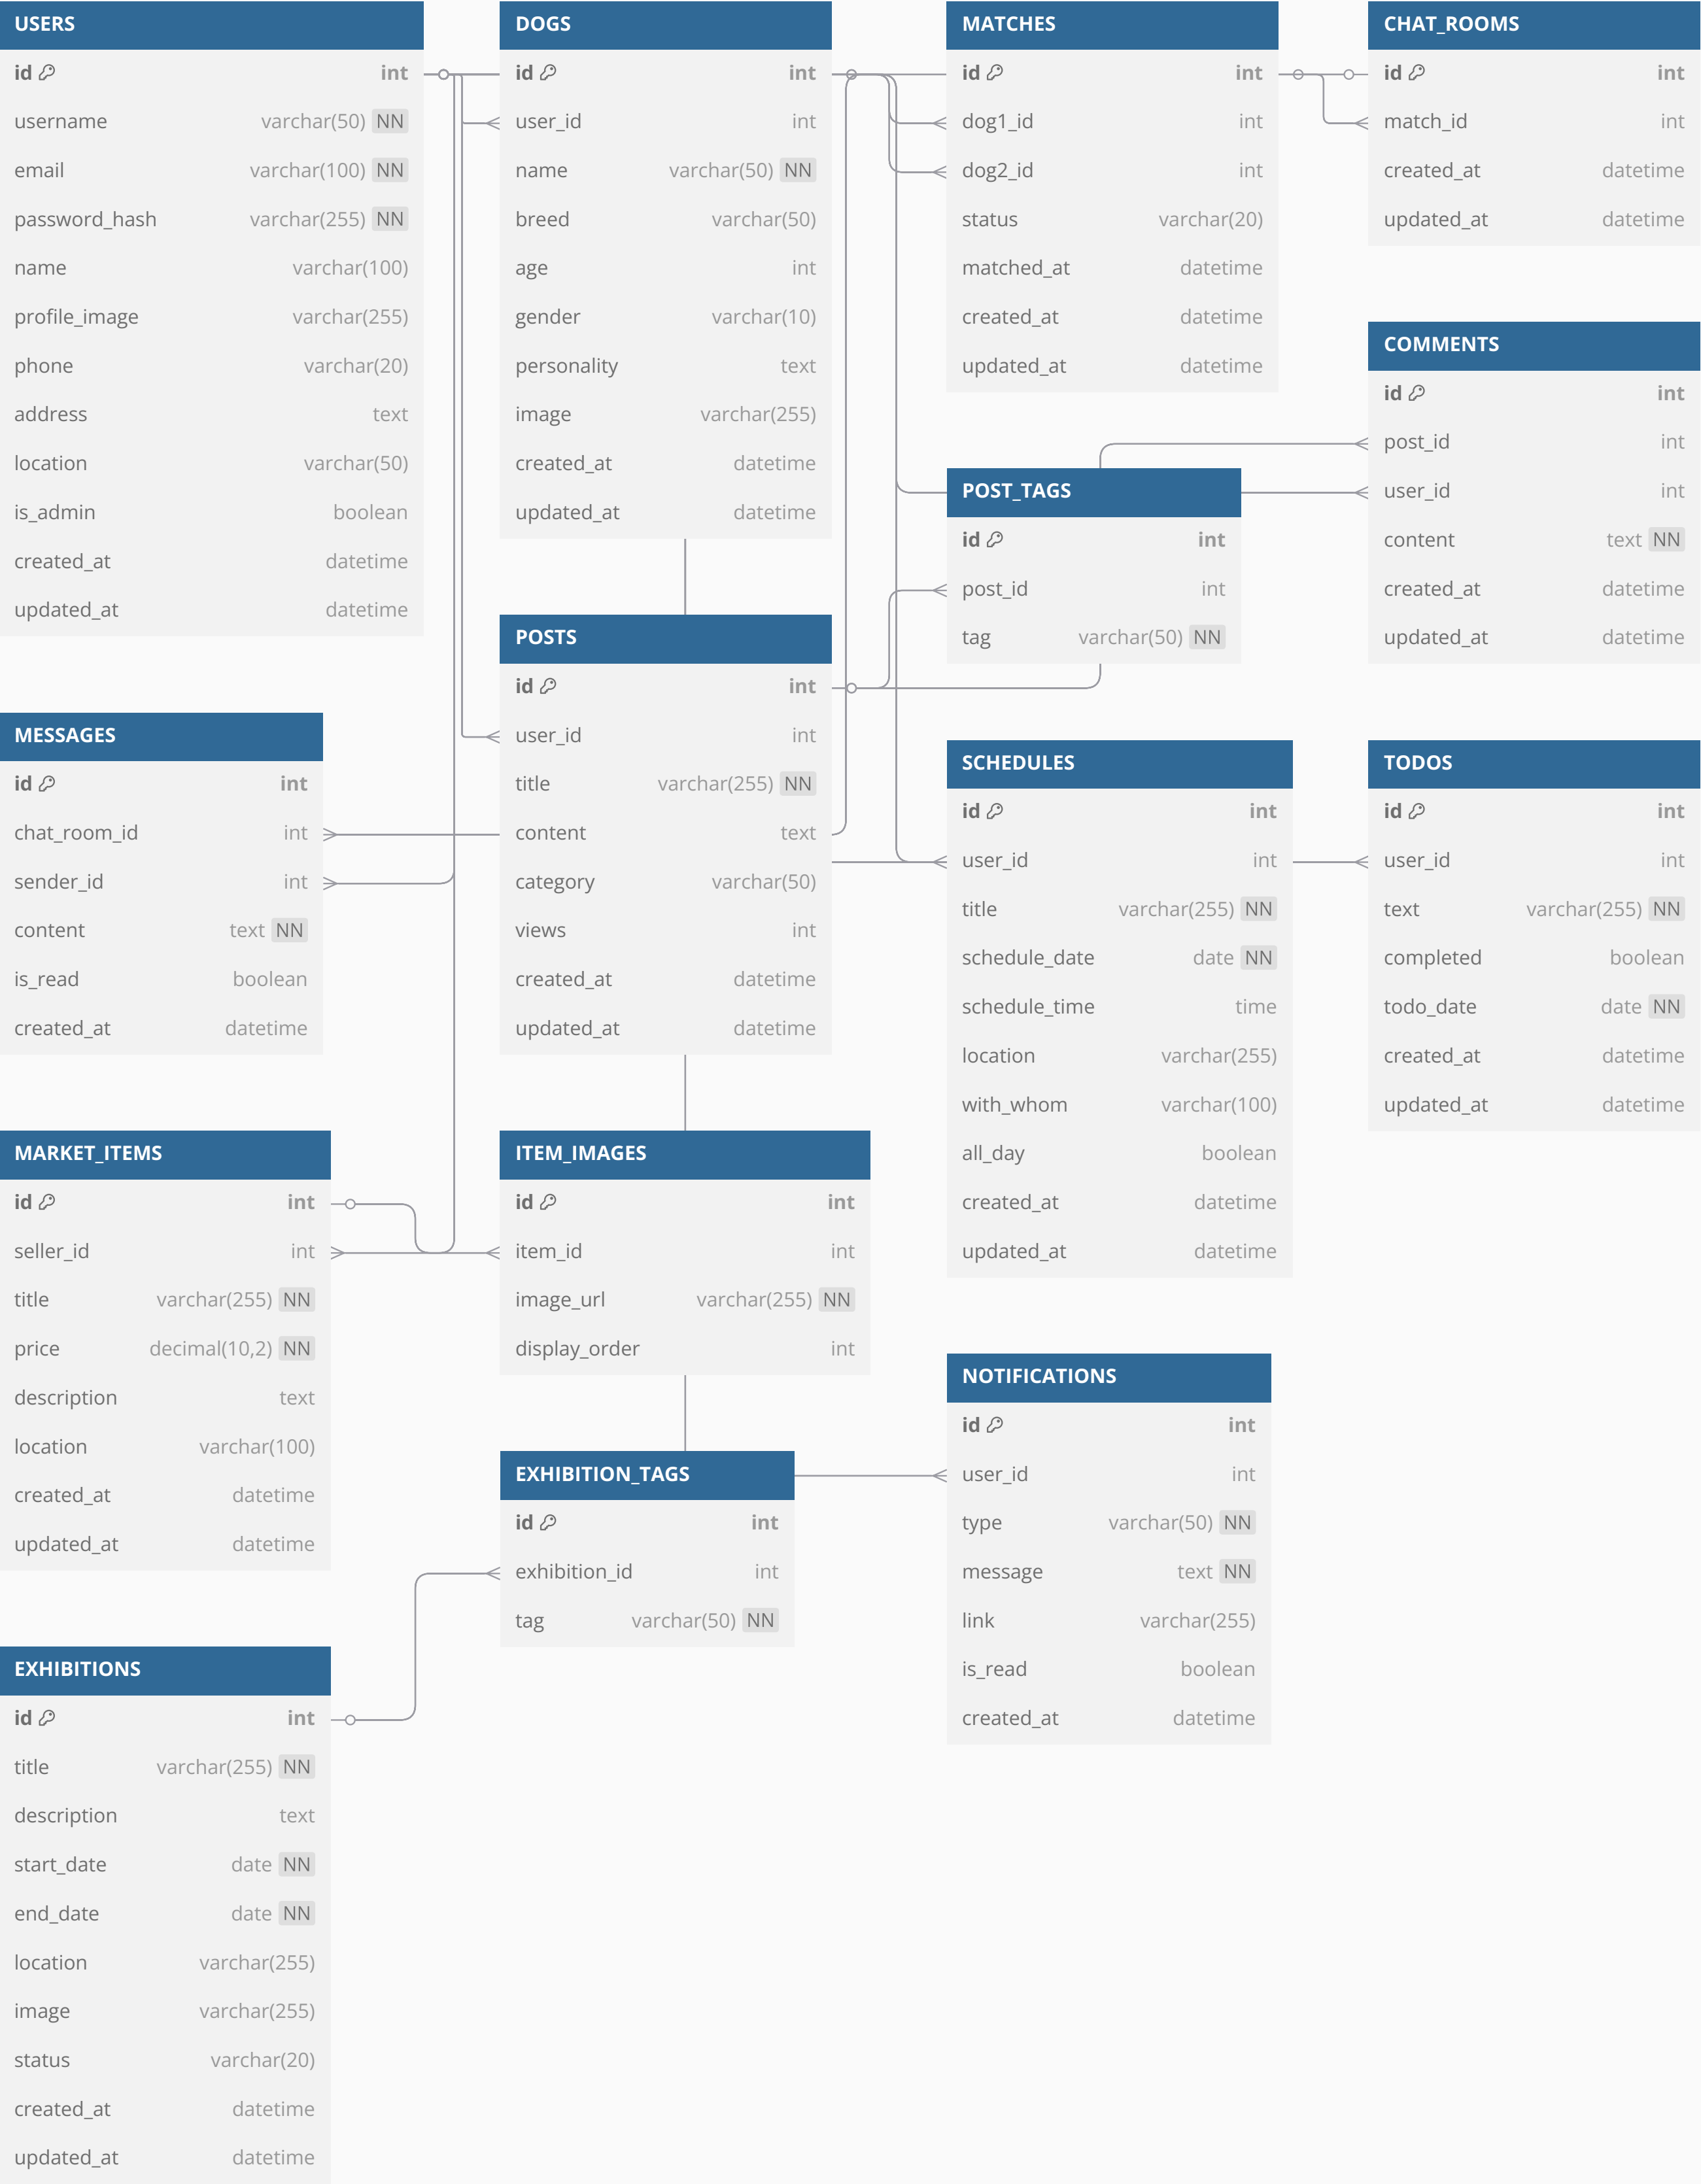 USERS
id int
username varchar(50) NN
email varchar(100) NN
password_hash varchar(255) NN
name varchar(100)
profile_image varchar(255)
phone varchar(20)
address text
location varchar(50)
is_admin boolean
created_at datetime
updated_at datetime
DOGS
id int
user_id int
name varchar(50) NN
breed varchar(50)
age int
gender varchar(10)
personality text
image varchar(255)
created_at datetime
updated_at datetime
MATCHES
id int
dog1_id int
dog2_id int
status varchar(20)
matched_at datetime
created_at datetime
updated_at datetime
CHAT_ROOMS
id int
match_id int
created_at datetime
updated_at datetime
COMMENTS
id int
post_id int
user_id int
content text NN
created_at datetime
updated_at datetime
POST_TAGS
id int
post_id int
tag varchar(50) NN
POSTS
id int
user_id int
title varchar(255) NN
content text
category varchar(50)
views int
created_at datetime
updated_at datetime
MESSAGES
id int
chat_room_id int
sender_id int
content text NN
is_read boolean
created_at datetime
SCHEDULES
id int
user_id int
title varchar(255) NN
schedule_date date NN
schedule_time time
location varchar(255)
with_whom varchar(100)
all_day boolean
created_at datetime
updated_at datetime
TODOS
id int
user_id int
text varchar(255) NN
completed boolean
todo_date date NN
created_at datetime
updated_at datetime
MARKET_ITEMS
id int
seller_id int
title varchar(255) NN
price decimal(10,2) NN
description text
location varchar(100)
created_at datetime
updated_at datetime
ITEM_IMAGES
id int
item_id int
image_url varchar(255) NN
display_order int
NOTIFICATIONS
id int
user_id int
type varchar(50) NN
message text NN
link varchar(255)
is_read boolean
created_at datetime
EXHIBITION_TAGS
id int
exhibition_id int
tag varchar(50) NN
EXHIBITIONS
id int
title varchar(255) NN
description text
start_date date NN
end_date date NN
location varchar(255)
image varchar(255)
status varchar(20)
created_at datetime
updated_at datetime